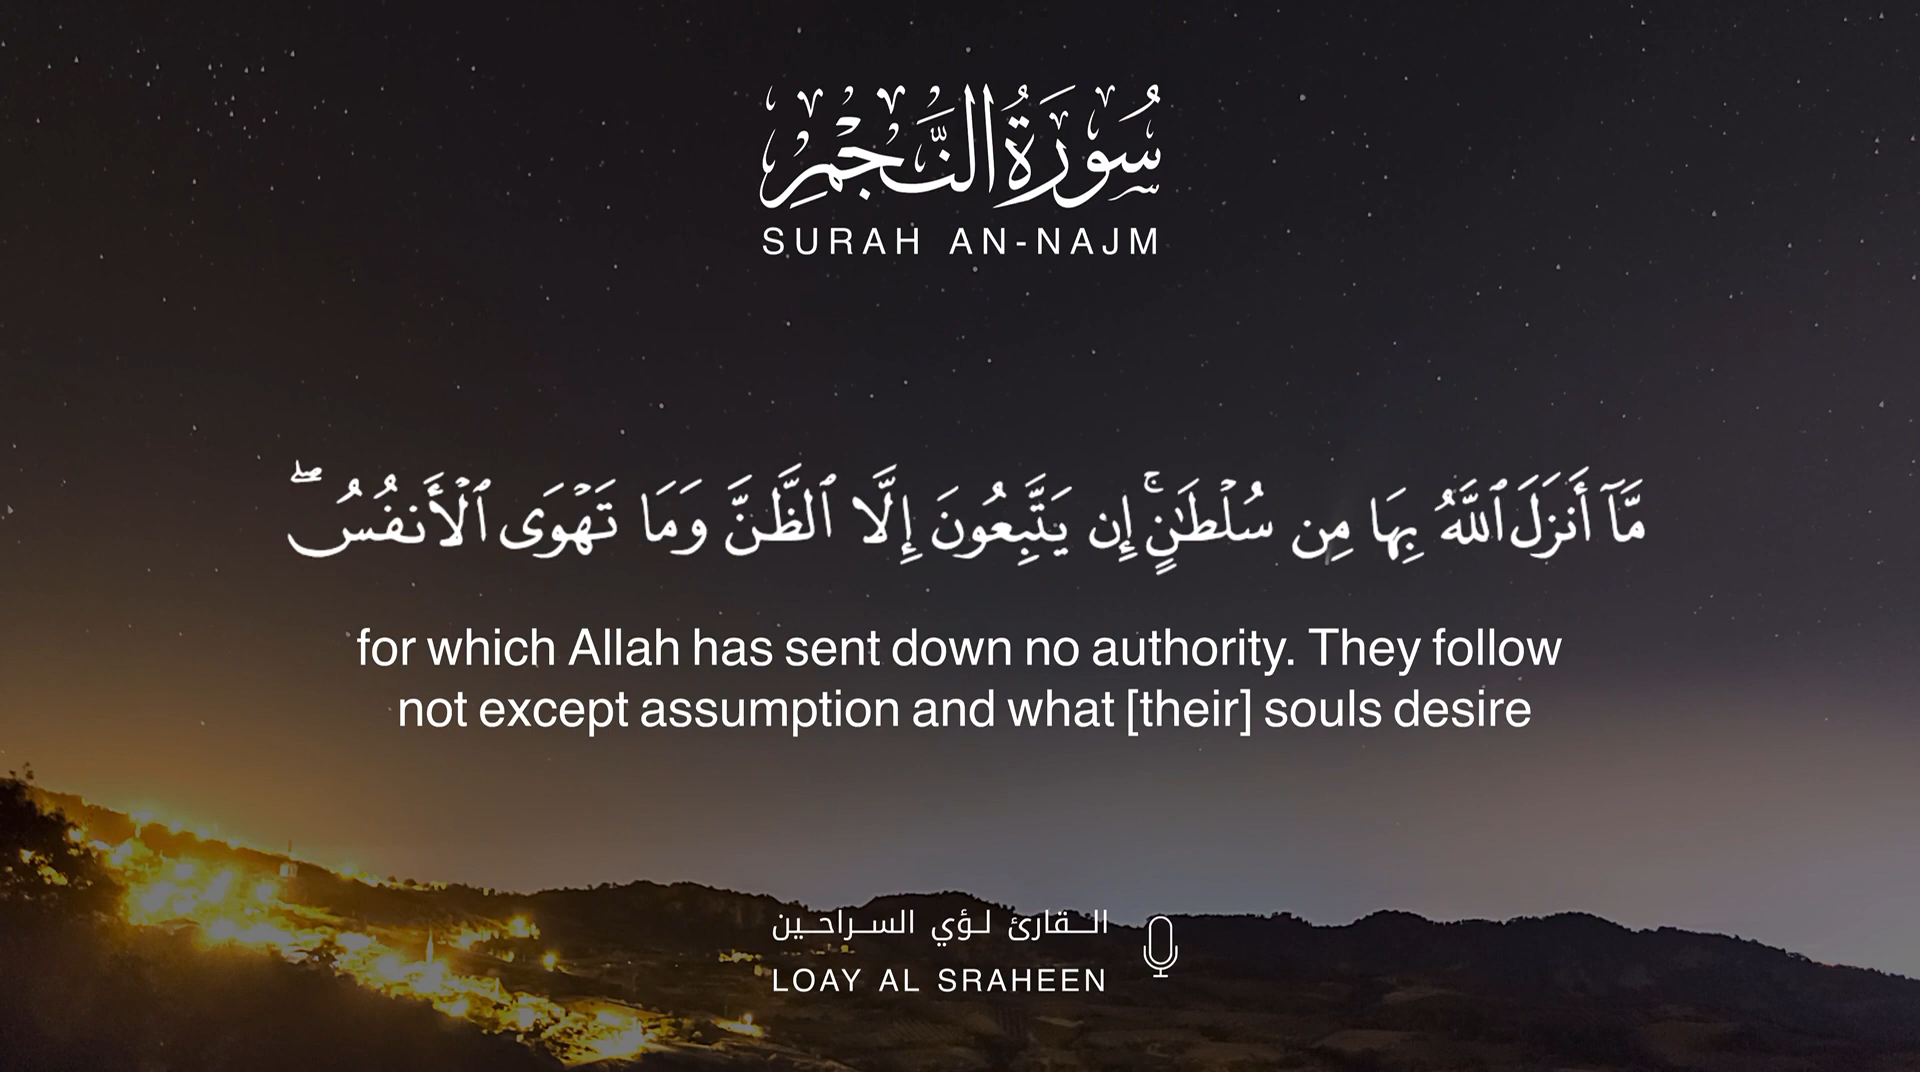 سُورَةُ النَّجْمِ
SURAH AN-NAJM
مَّآ أَنزَلَ ٱللَّهُ بِهَا مِن سُلْطَٰنٍ ۚ إِن يَتَّبِعُونَ إِلَّا ٱلظَّنَّ وَمَا تَهْوَى ٱلْأَنفُسُ ۖ
for which Allah has sent down no authority. They follow
not except assumption and what [their] souls desire
القارئ لؤي السراحين
LOAY AL SRAHEEN